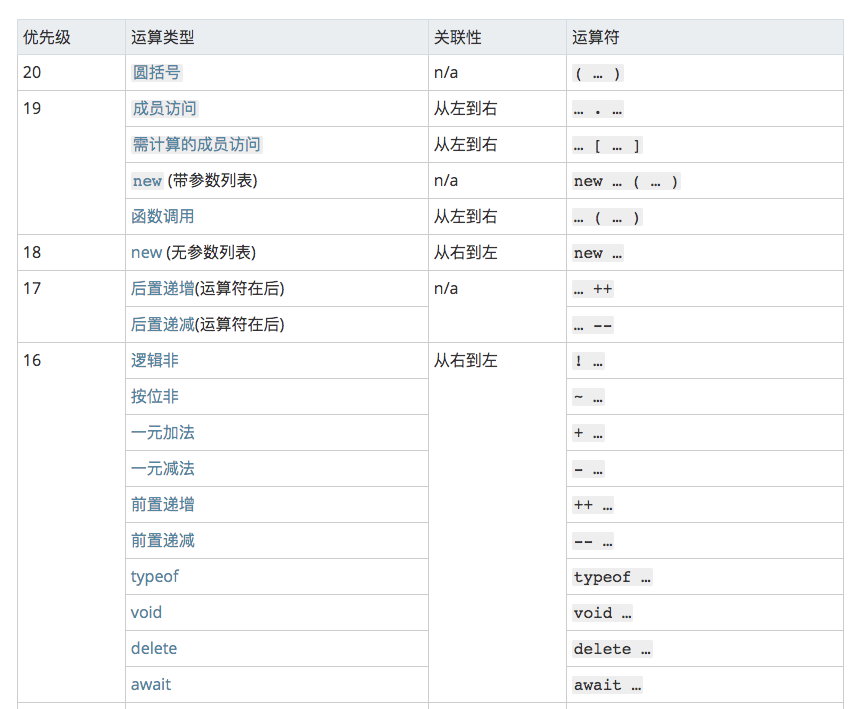 优先级 运算类型 关联性 运算符
20 圆括号 n/a ( … )
19 成员访问 从左到右 … . …
需计算的成员访问 从左到右 … [ … ]
new (带参数列表) n/a new … ( … )
函数调用 从左到右 … ( … )
18 new (无参数列表) 从右到左 new …
17 后置递增(运算符在后) n/a … ++
后置递减(运算符在后) … --
16 逻辑非 从右到左 ! …
按位非 ~ …
一元加法 + …
一元减法 - …
前置递增 ++ …
前置递减 -- …
typeof typeof …
void void …
delete delete …
await await …